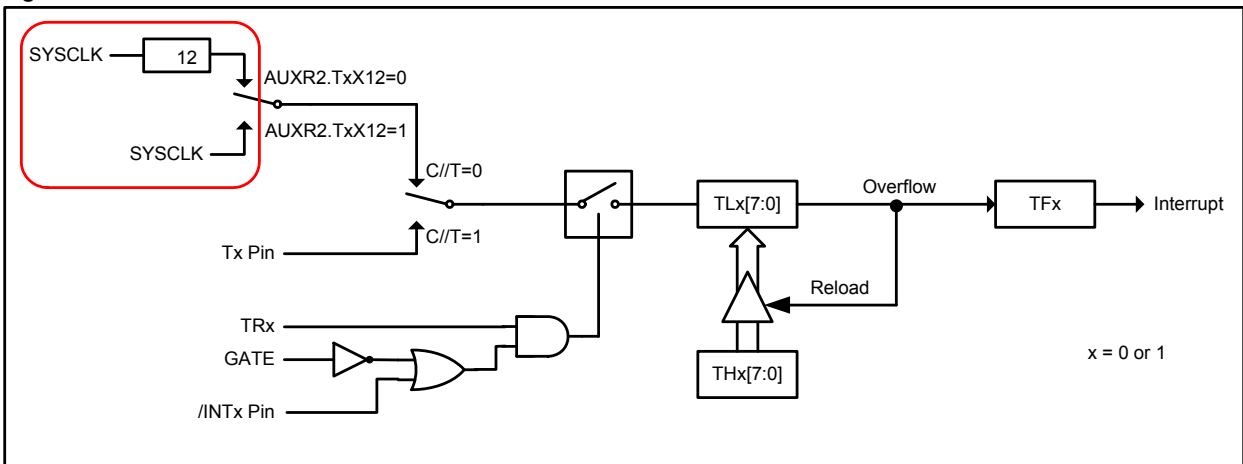 SYSCLK
12
AUXR2.TxX12=0
AUXR2.TxX12=1
SYSCLK
C//T=0
C//T=1
Tx Pin
TLx[7:0]
Overflow
TFx
Interrupt
Reload
THx[7:0]
TRx
GATE
/INTx Pin
x = 0 or 1